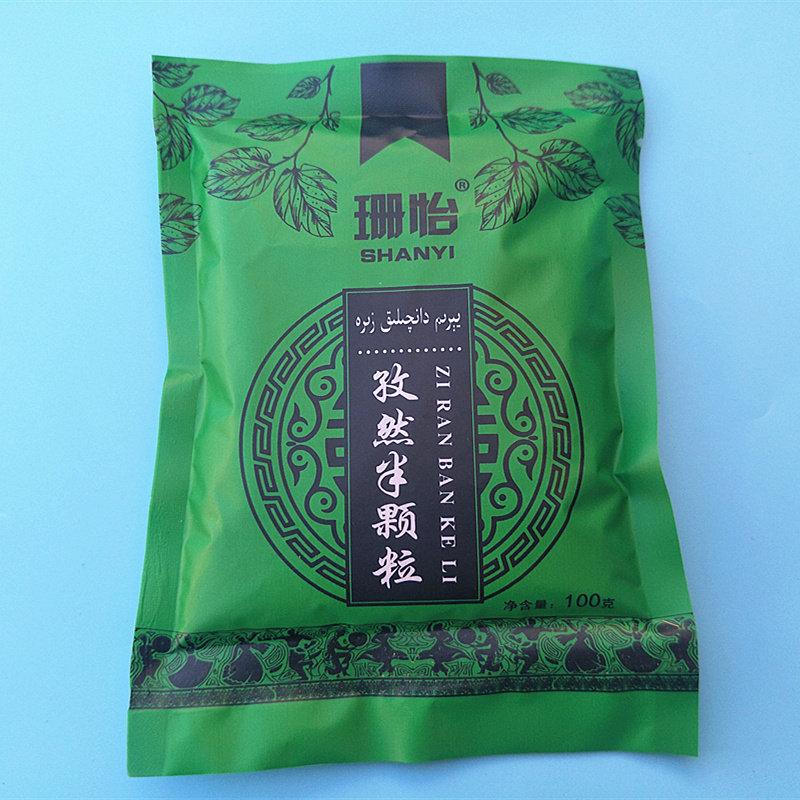 珊怡®
SHANYI
يېرىم دانچىلىق زىرە
孜然半颗粒
ZI RAN BAN KE LI
净含量：100克